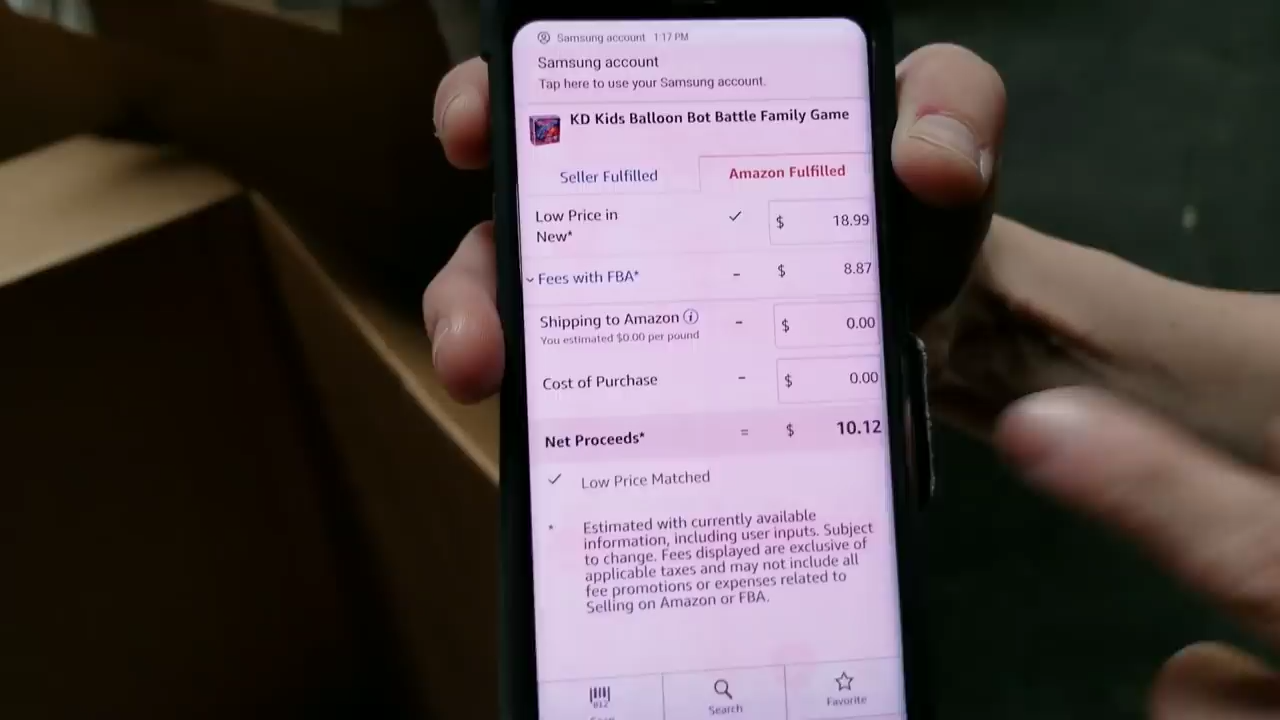 Samsung account 1:17 PM
Samsung account
Tap here to use your Samsung account.
KD Kids Balloon Bot Battle Family Game
Seller Fulfilled
Amazon Fulfilled
Low Price in
New*
$ 18.99
Fees with FBA* - $ 8.87
Shipping to Amazon - $ 0.00
You estimated $0.00 per pound
Cost of Purchase - $ 0.00
Net Proceeds* = $ 10.12
Low Price Matched
* Estimated with currently available
information, including user inputs. Subject
to change. Fees displayed are exclusive of
applicable taxes and may not include all
fee promotions or expenses related to
Selling on Amazon or FBA.
Search
Favorite